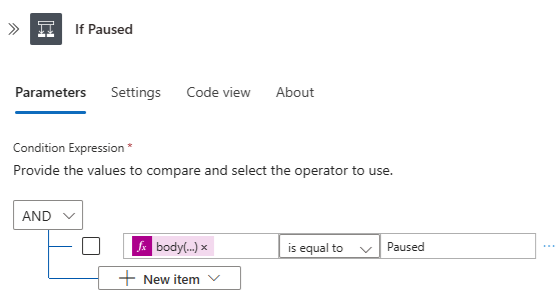 If Paused
Parameters Settings Code view About
Condition Expression *
Provide the values to compare and select the operator to use.
AND
fx body(...) × is equal to Paused ...
+ New item